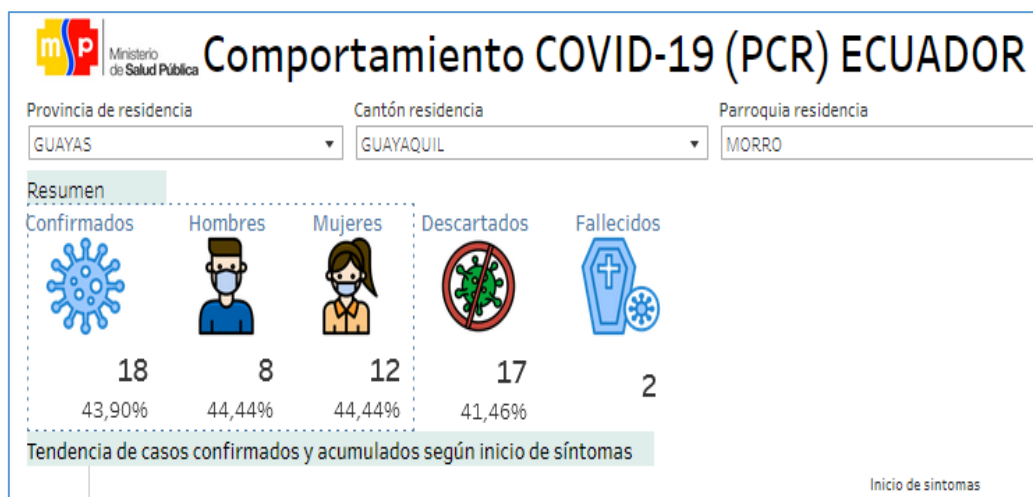 msp Ministerio de Salud Pública Comportamiento COVID-19 (PCR) ECUADOR
Provincia de residencia Cantón residencia Parroquia residencia
GUAYAS GUAYAQUIL MORRO
Resumen
Confirmados Hombres Mujeres Descartados Fallecidos
18 8 12 17 2
43,90% 44,44% 44,44% 41,46%
Tendencia de casos confirmados y acumulados según inicio de síntomas
Inicio de sintomas